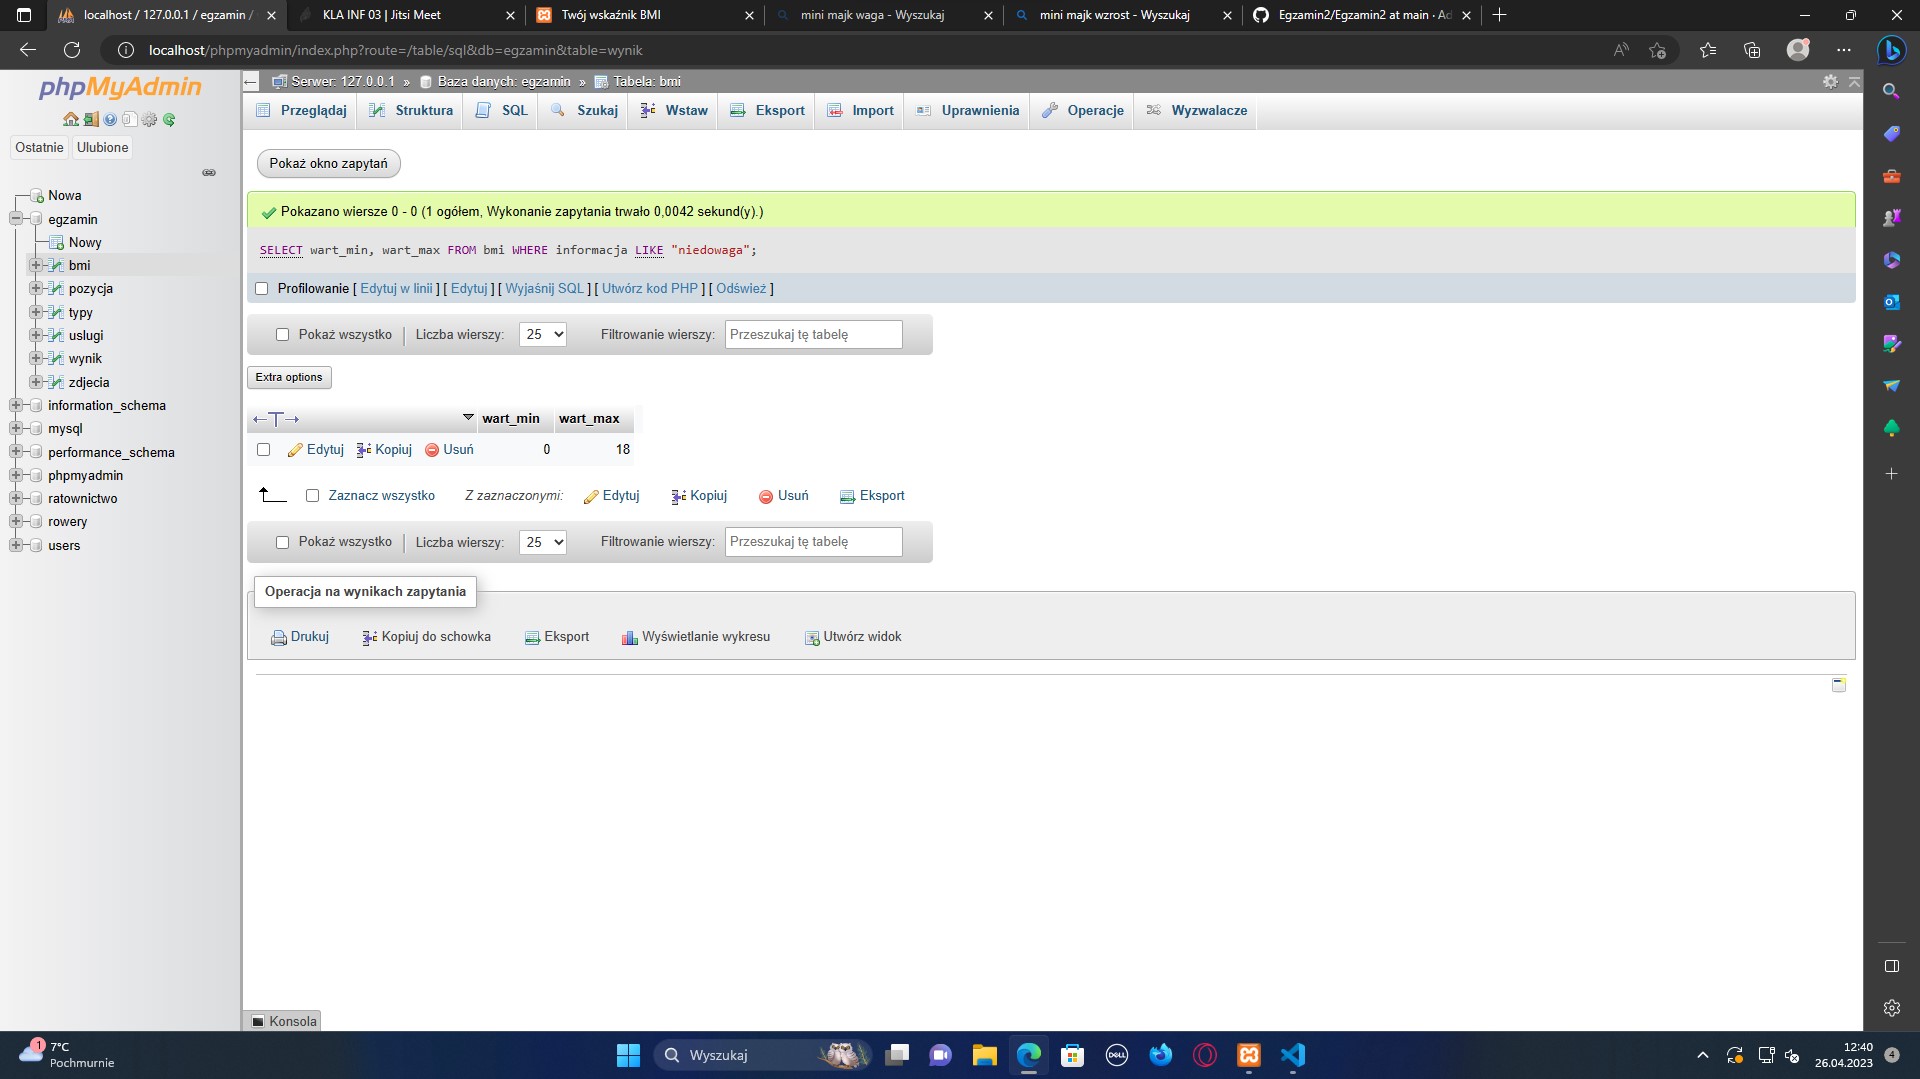 localhost / 127.0.0.1 / egzamin /
KLA INF 03 | Jitsi Meet
Twój wskaźnik BMI
mini majk waga - Wyszukaj
mini majk wzrost - Wyszukaj
Egzamin2/Egzamin2 at main · Ad
localhost/phpmyadmin/index.php?route=/table/sql&db=egzamin&table=wynik
phpMyAdmin
Ostatnie
Ulubione
Nowa
egzamin
Nowy
bmi
pozycja
typy
uslugi
wynik
zdjecia
information_schema
mysql
performance_schema
phpmyadmin
ratownictwo
rowery
users
Serwer: 127.0.0.1 » Baza danych: egzamin » Tabela: bmi
Przeglądaj
Struktura
SQL
Szukaj
Wstaw
Eksport
Import
Uprawnienia
Operacje
Wyzwalacze
Pokaż okno zapytań
Pokazano wiersze 0 - 0 (1 ogółem, Wykonanie zapytania trwało 0,0042 sekund(y).)
SELECT wart_min, wart_max FROM bmi WHERE informacja LIKE "niedowaga";
Profilowanie [ Edytuj w linii ] [ Edytuj ] [ Wyjaśnij SQL ] [ Utwórz kod PHP ] [ Odśwież ]
Pokaż wszystko | Liczba wierszy: 25 Filtrowanie wierszy: Przeszukaj tę tabelę
Extra options
←T→ wart_min wart_max
Edytuj Kopiuj Usuń 0 18
Zaznacz wszystko Z zaznaczonymi: Edytuj Kopiuj Usuń Eksport
Pokaż wszystko | Liczba wierszy: 25 Filtrowanie wierszy: Przeszukaj tę tabelę
Operacja na wynikach zapytania
Drukuj Kopiuj do schowka Eksport Wyświetlanie wykresu Utwórz widok
Konsola
1
7°C
Pochmurnie
Wyszukaj
DELL
12:40
26.04.2023
4